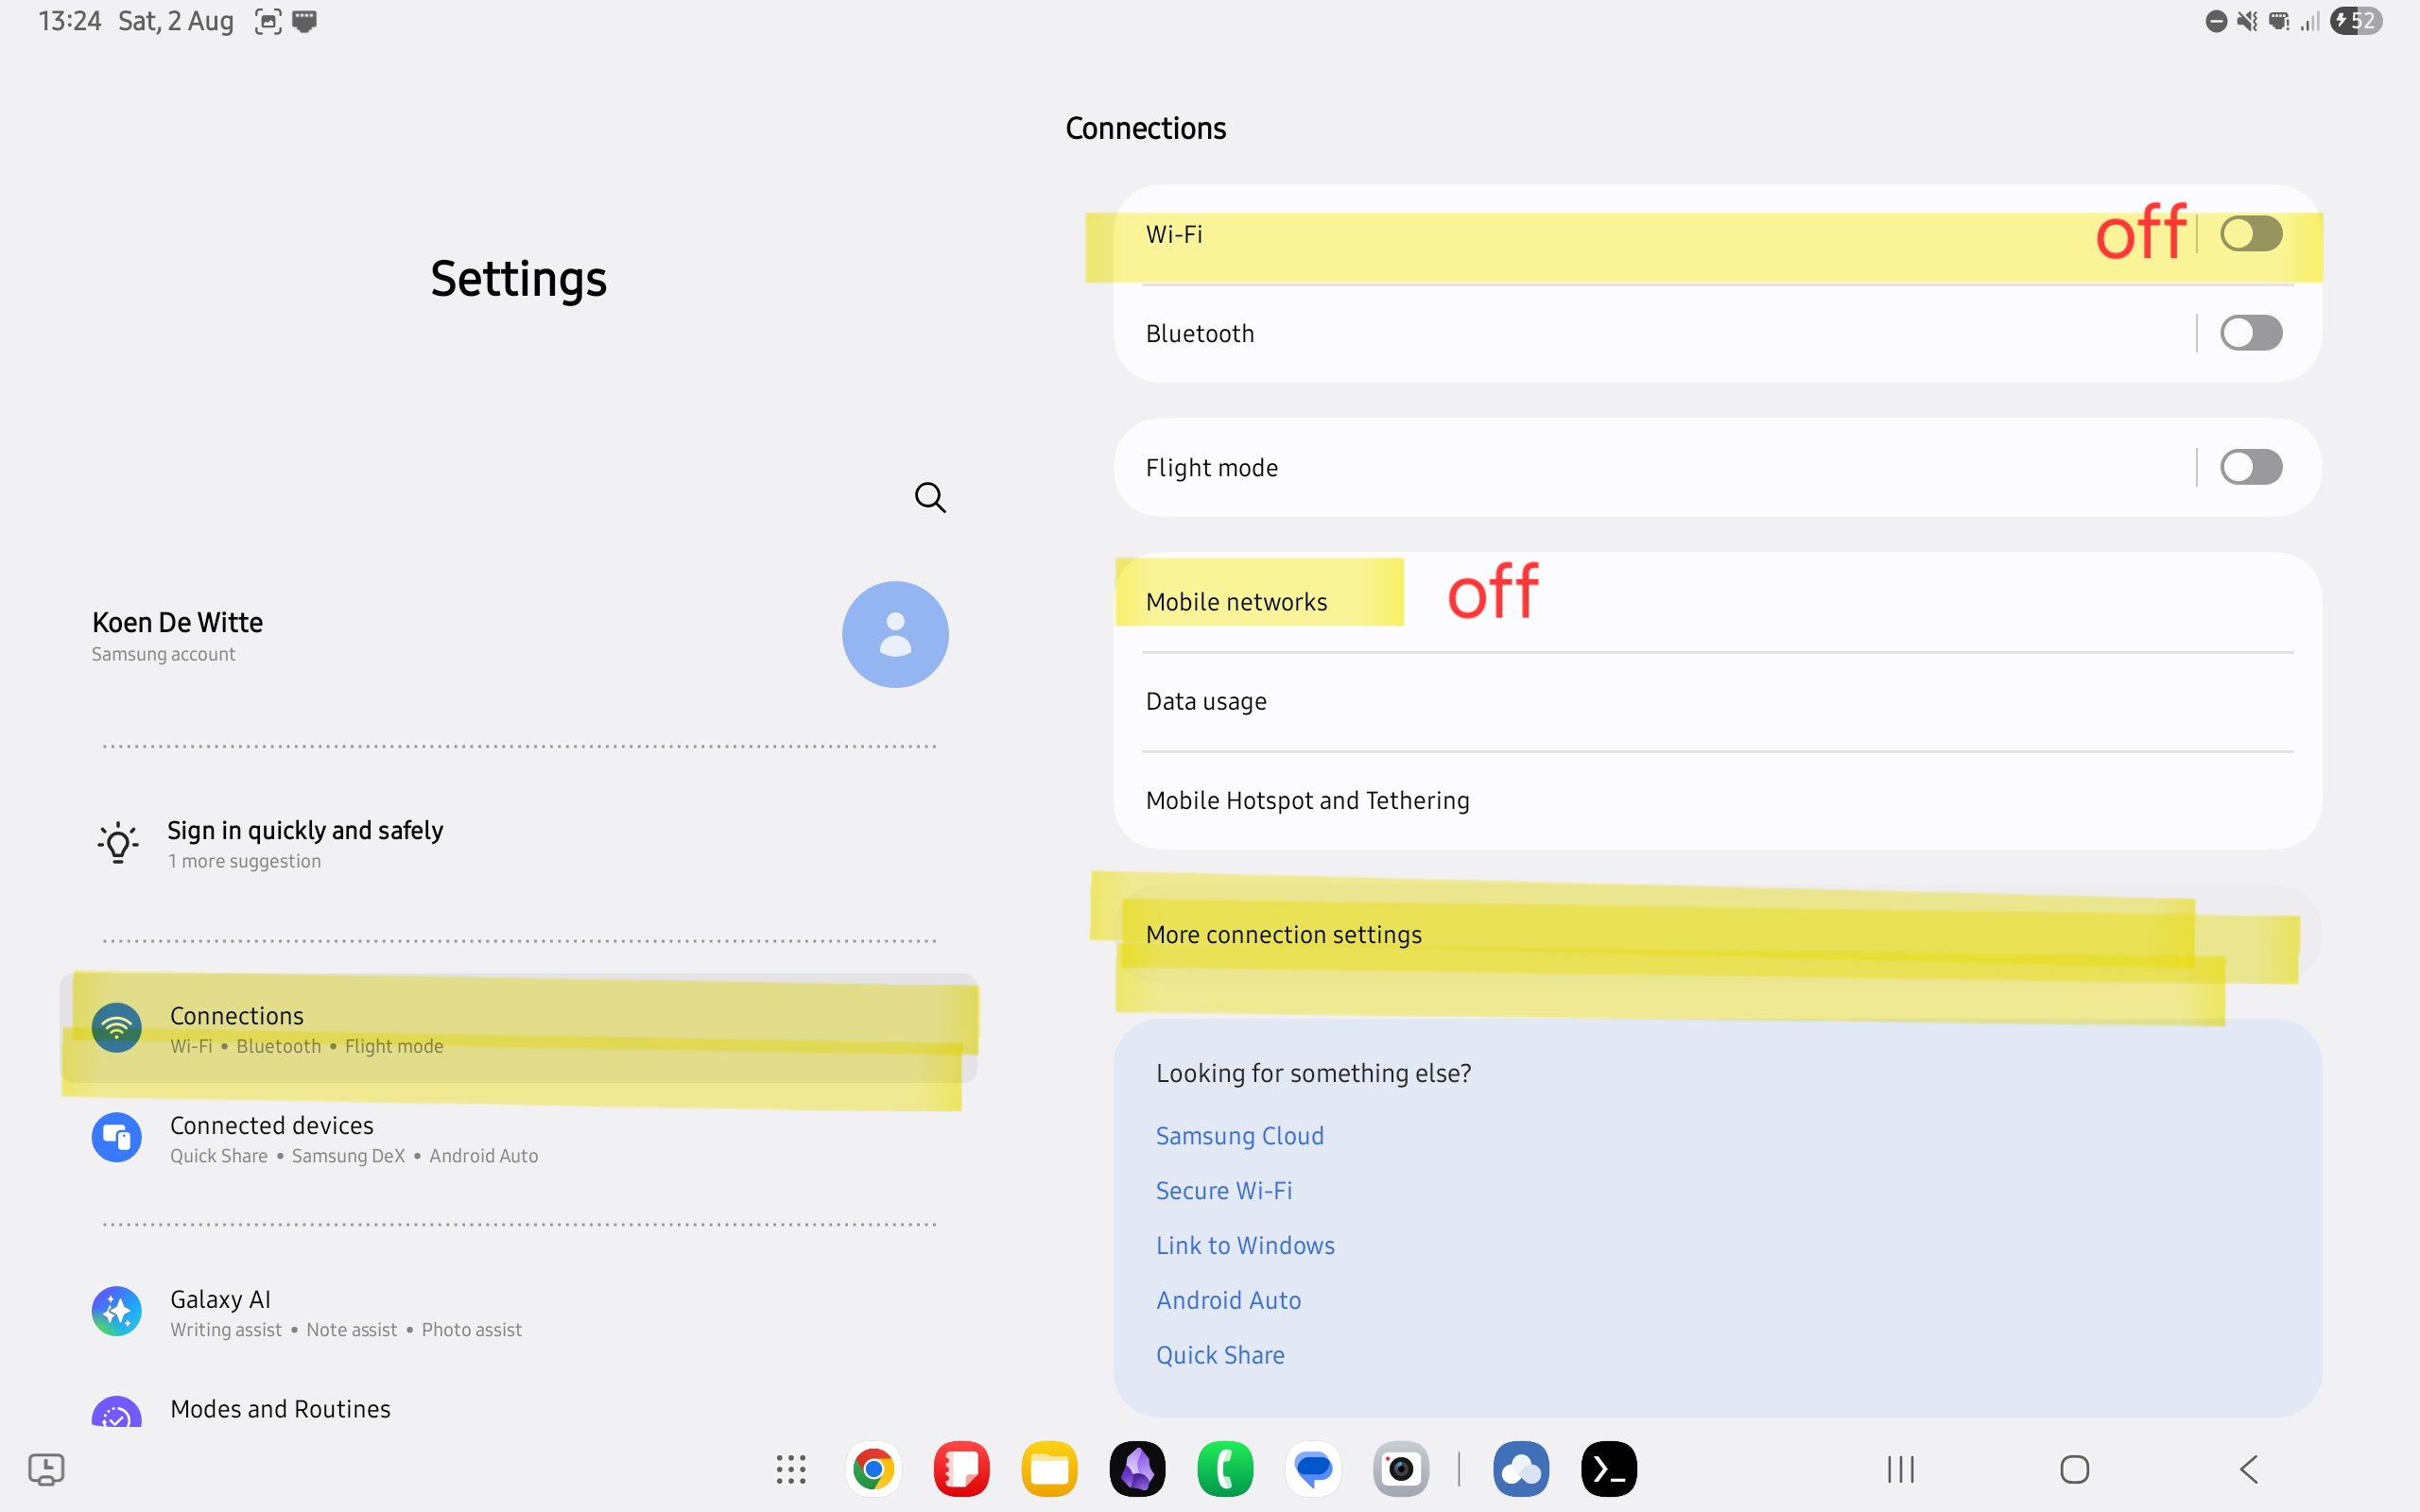 13:24 Sat, 2 Aug
52
Settings
Koen De Witte
Samsung account
Sign in quickly and safely
1 more suggestion
Connections
Wi-Fi • Bluetooth • Flight mode
Connected devices
Quick Share • Samsung DeX • Android Auto
Galaxy AI
Writing assist • Note assist • Photo assist
Modes and Routines
Connections
Wi-Fi off
Bluetooth
Flight mode
Mobile networks off
Data usage
Mobile Hotspot and Tethering
More connection settings
Looking for something else?
Samsung Cloud
Secure Wi-Fi
Link to Windows
Android Auto
Quick Share